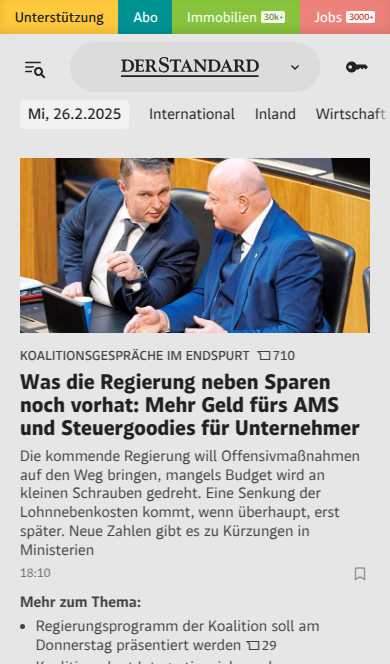 Unterstützung Abo Immobilien 30k+ Jobs 3000+
DERSTANDARD
Mi, 26.2.2025 International Inland Wirtschaft
KOALITIONSGESPRÄCHE IM ENDSPURT 710
Was die Regierung neben Sparen
noch vorhat: Mehr Geld fürs AMS
und Steuergoodies für Unternehmer
Die kommende Regierung will Offensivmaßnahmen
auf den Weg bringen, mangels Budget wird an
kleinen Schrauben gedreht. Eine Senkung der
Lohnnebenkosten kommt, wenn überhaupt, erst
später. Neue Zahlen gibt es zu Kürzungen in
Ministerien
18:10
Mehr zum Thema:
Regierungsprogramm der Koalition soll am
Donnerstag präsentiert werden 29